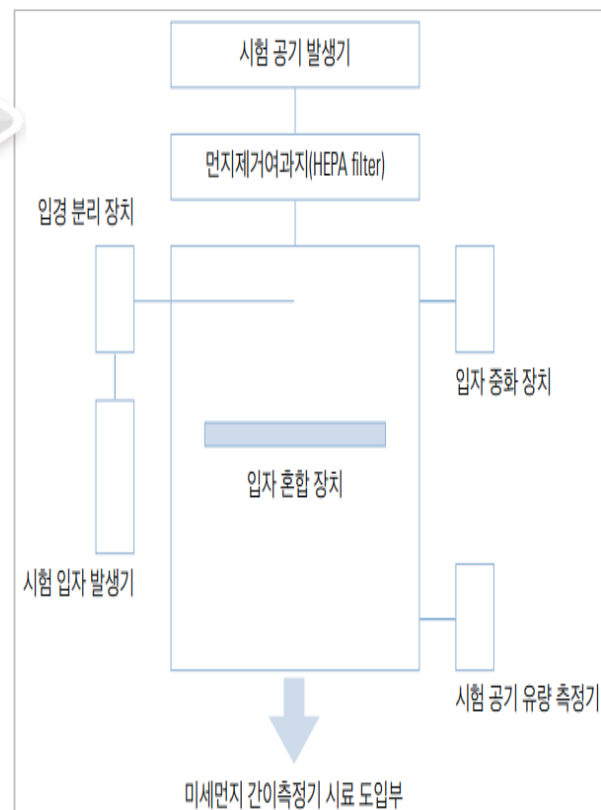 시험 공기 발생기
먼지제거여과지(HEPA filter)
입경 분리 장치
입자 중화 장치
입자 혼합 장치
시험 입자 발생기
시험 공기 유량 측정기
미세먼지 간이측정기 시료 도입부